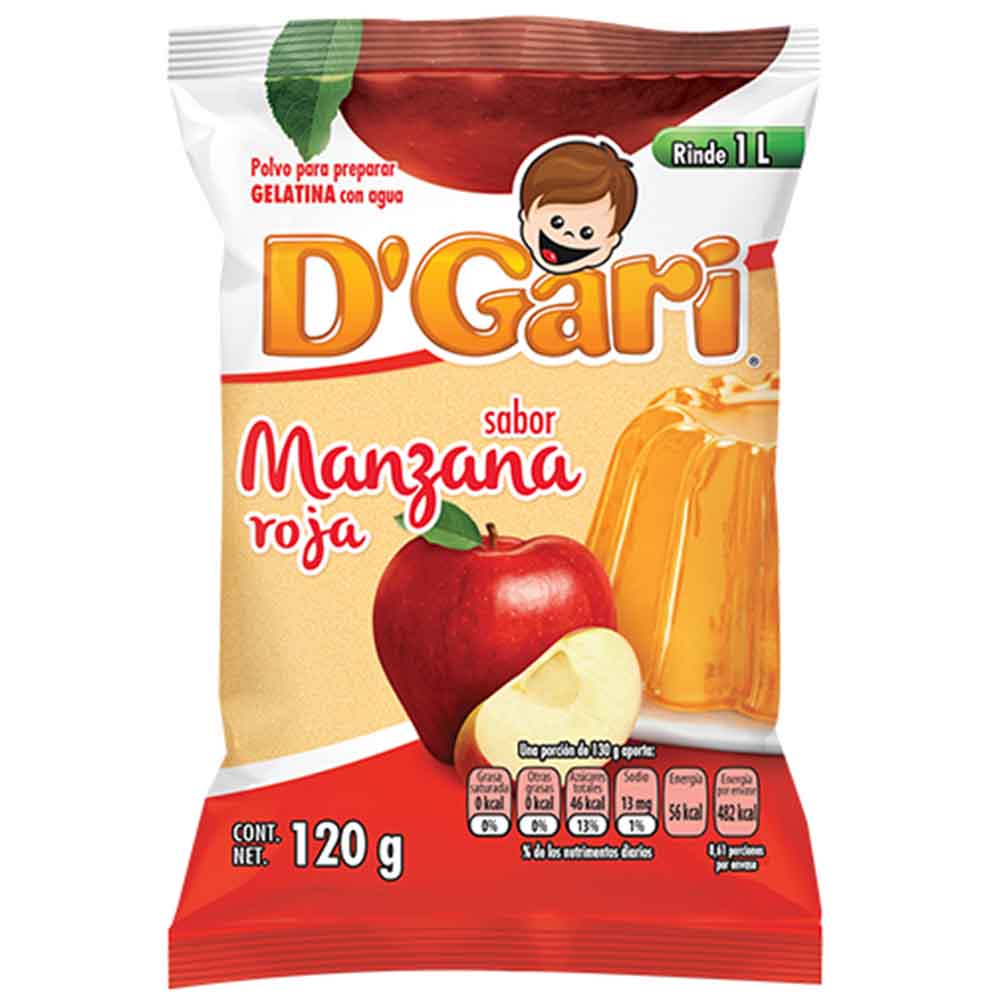 Rinde 1 L
Polvo para preparar
GELATINA con agua
D'Gari
®
sabor
Manzana
roja
Una porción de 130 g aporta:
Grasa saturada 0 kcal 0%
Otras grasas 0 kcal 0%
Azúcares totales 46 kcal 13%
Sodio 13 mg 1%
Energía 56 kcal
Energía por envase 482 kcal
% de los nutrimentos diarios
8,61 porciones
por envase
CONT.
NET. 120 g